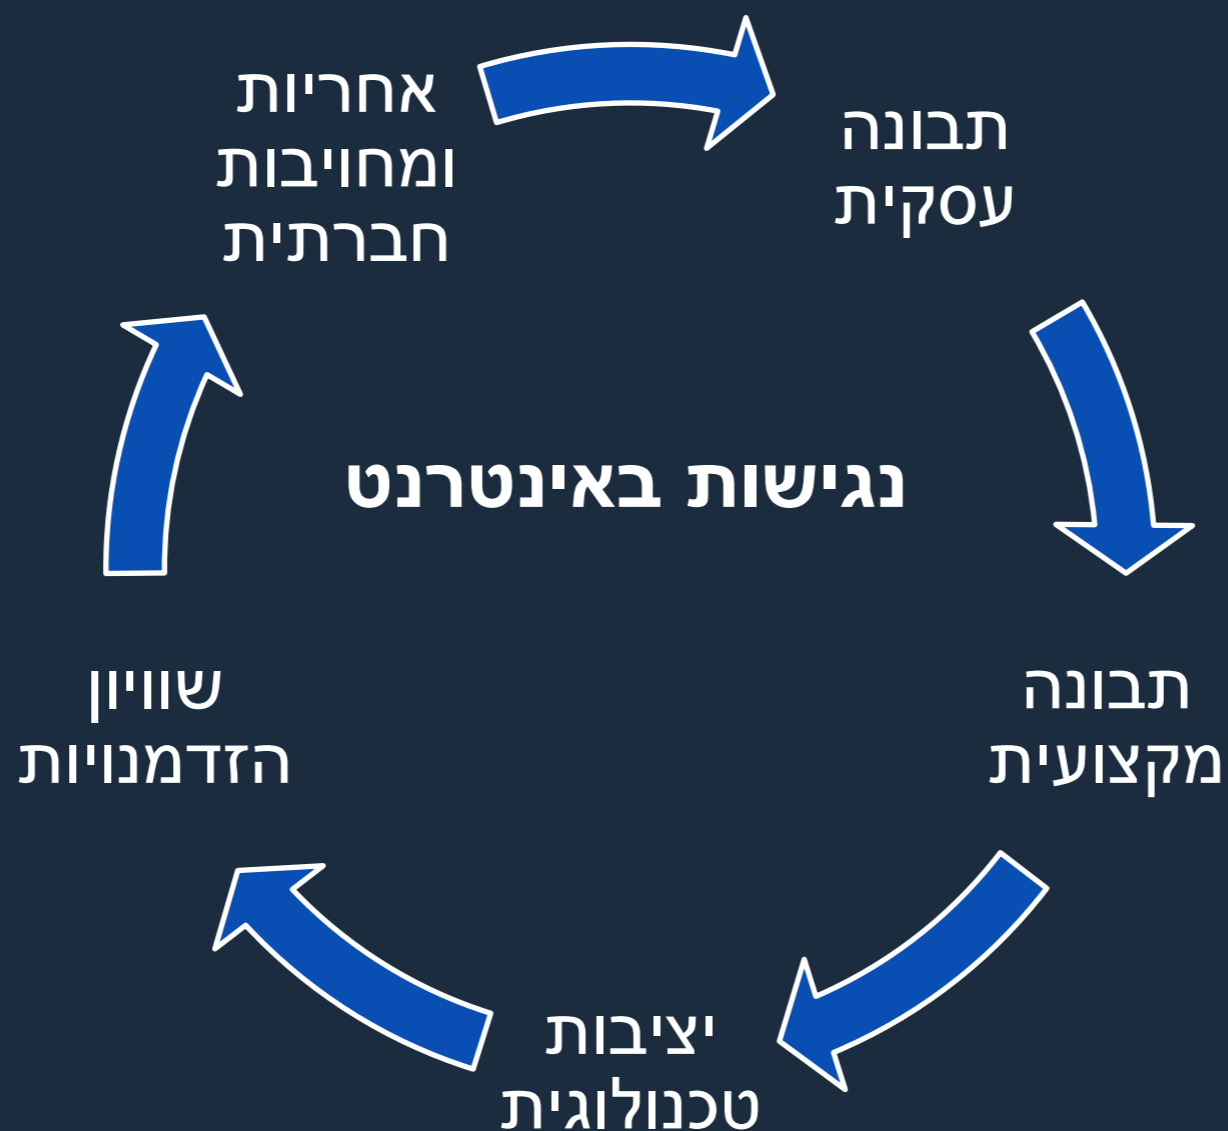 אחריות
ומחויבות
חברתית
תבונה
עסקית
נגישות באינטרנט
תבונה
מקצועית
יציבות
טכנולוגית
שוויון
הזדמנויות